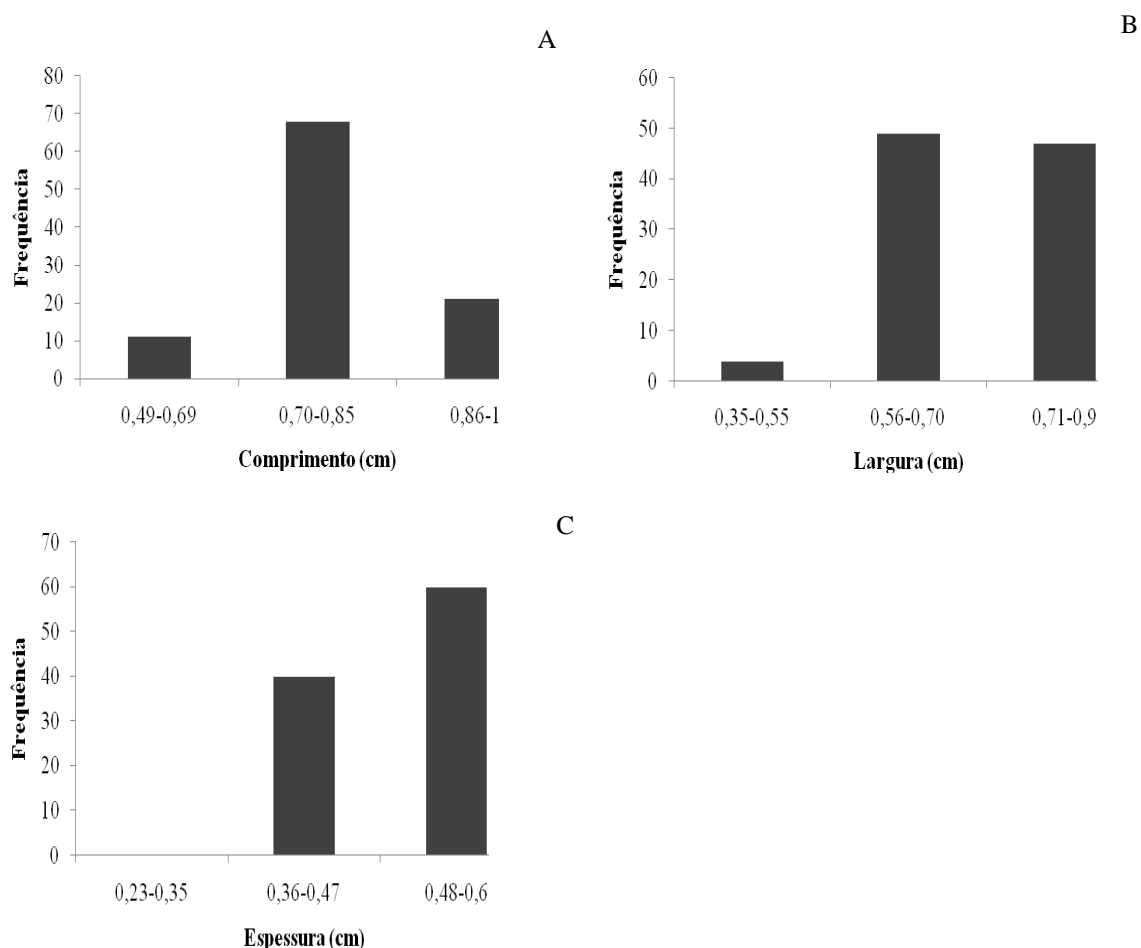 A
Frequência
80
70
60
50
40
30
20
10
0
0,49-0,69 0,70-0,85 0,86-1
Comprimento (cm)
B
Frequência
60
50
40
30
20
10
0
0,35-0,55 0,56-0,70 0,71-0,9
Largura (cm)
C
Frequência
70
60
50
40
30
20
10
0
0,23-0,35 0,36-0,47 0,48-0,6
Espessura (cm)